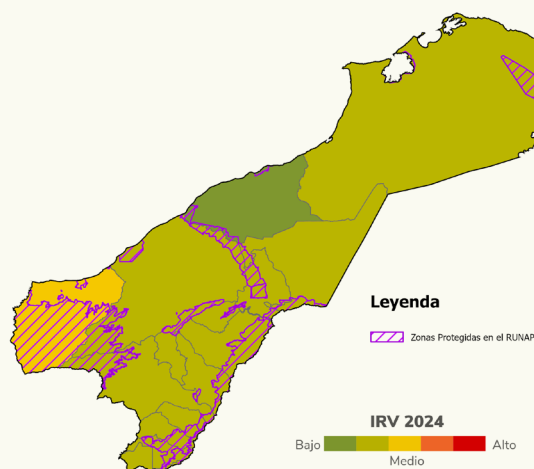 Leyenda
Zonas Protegidas en el RUNAP
IRV 2024
Bajo Alto
Medio